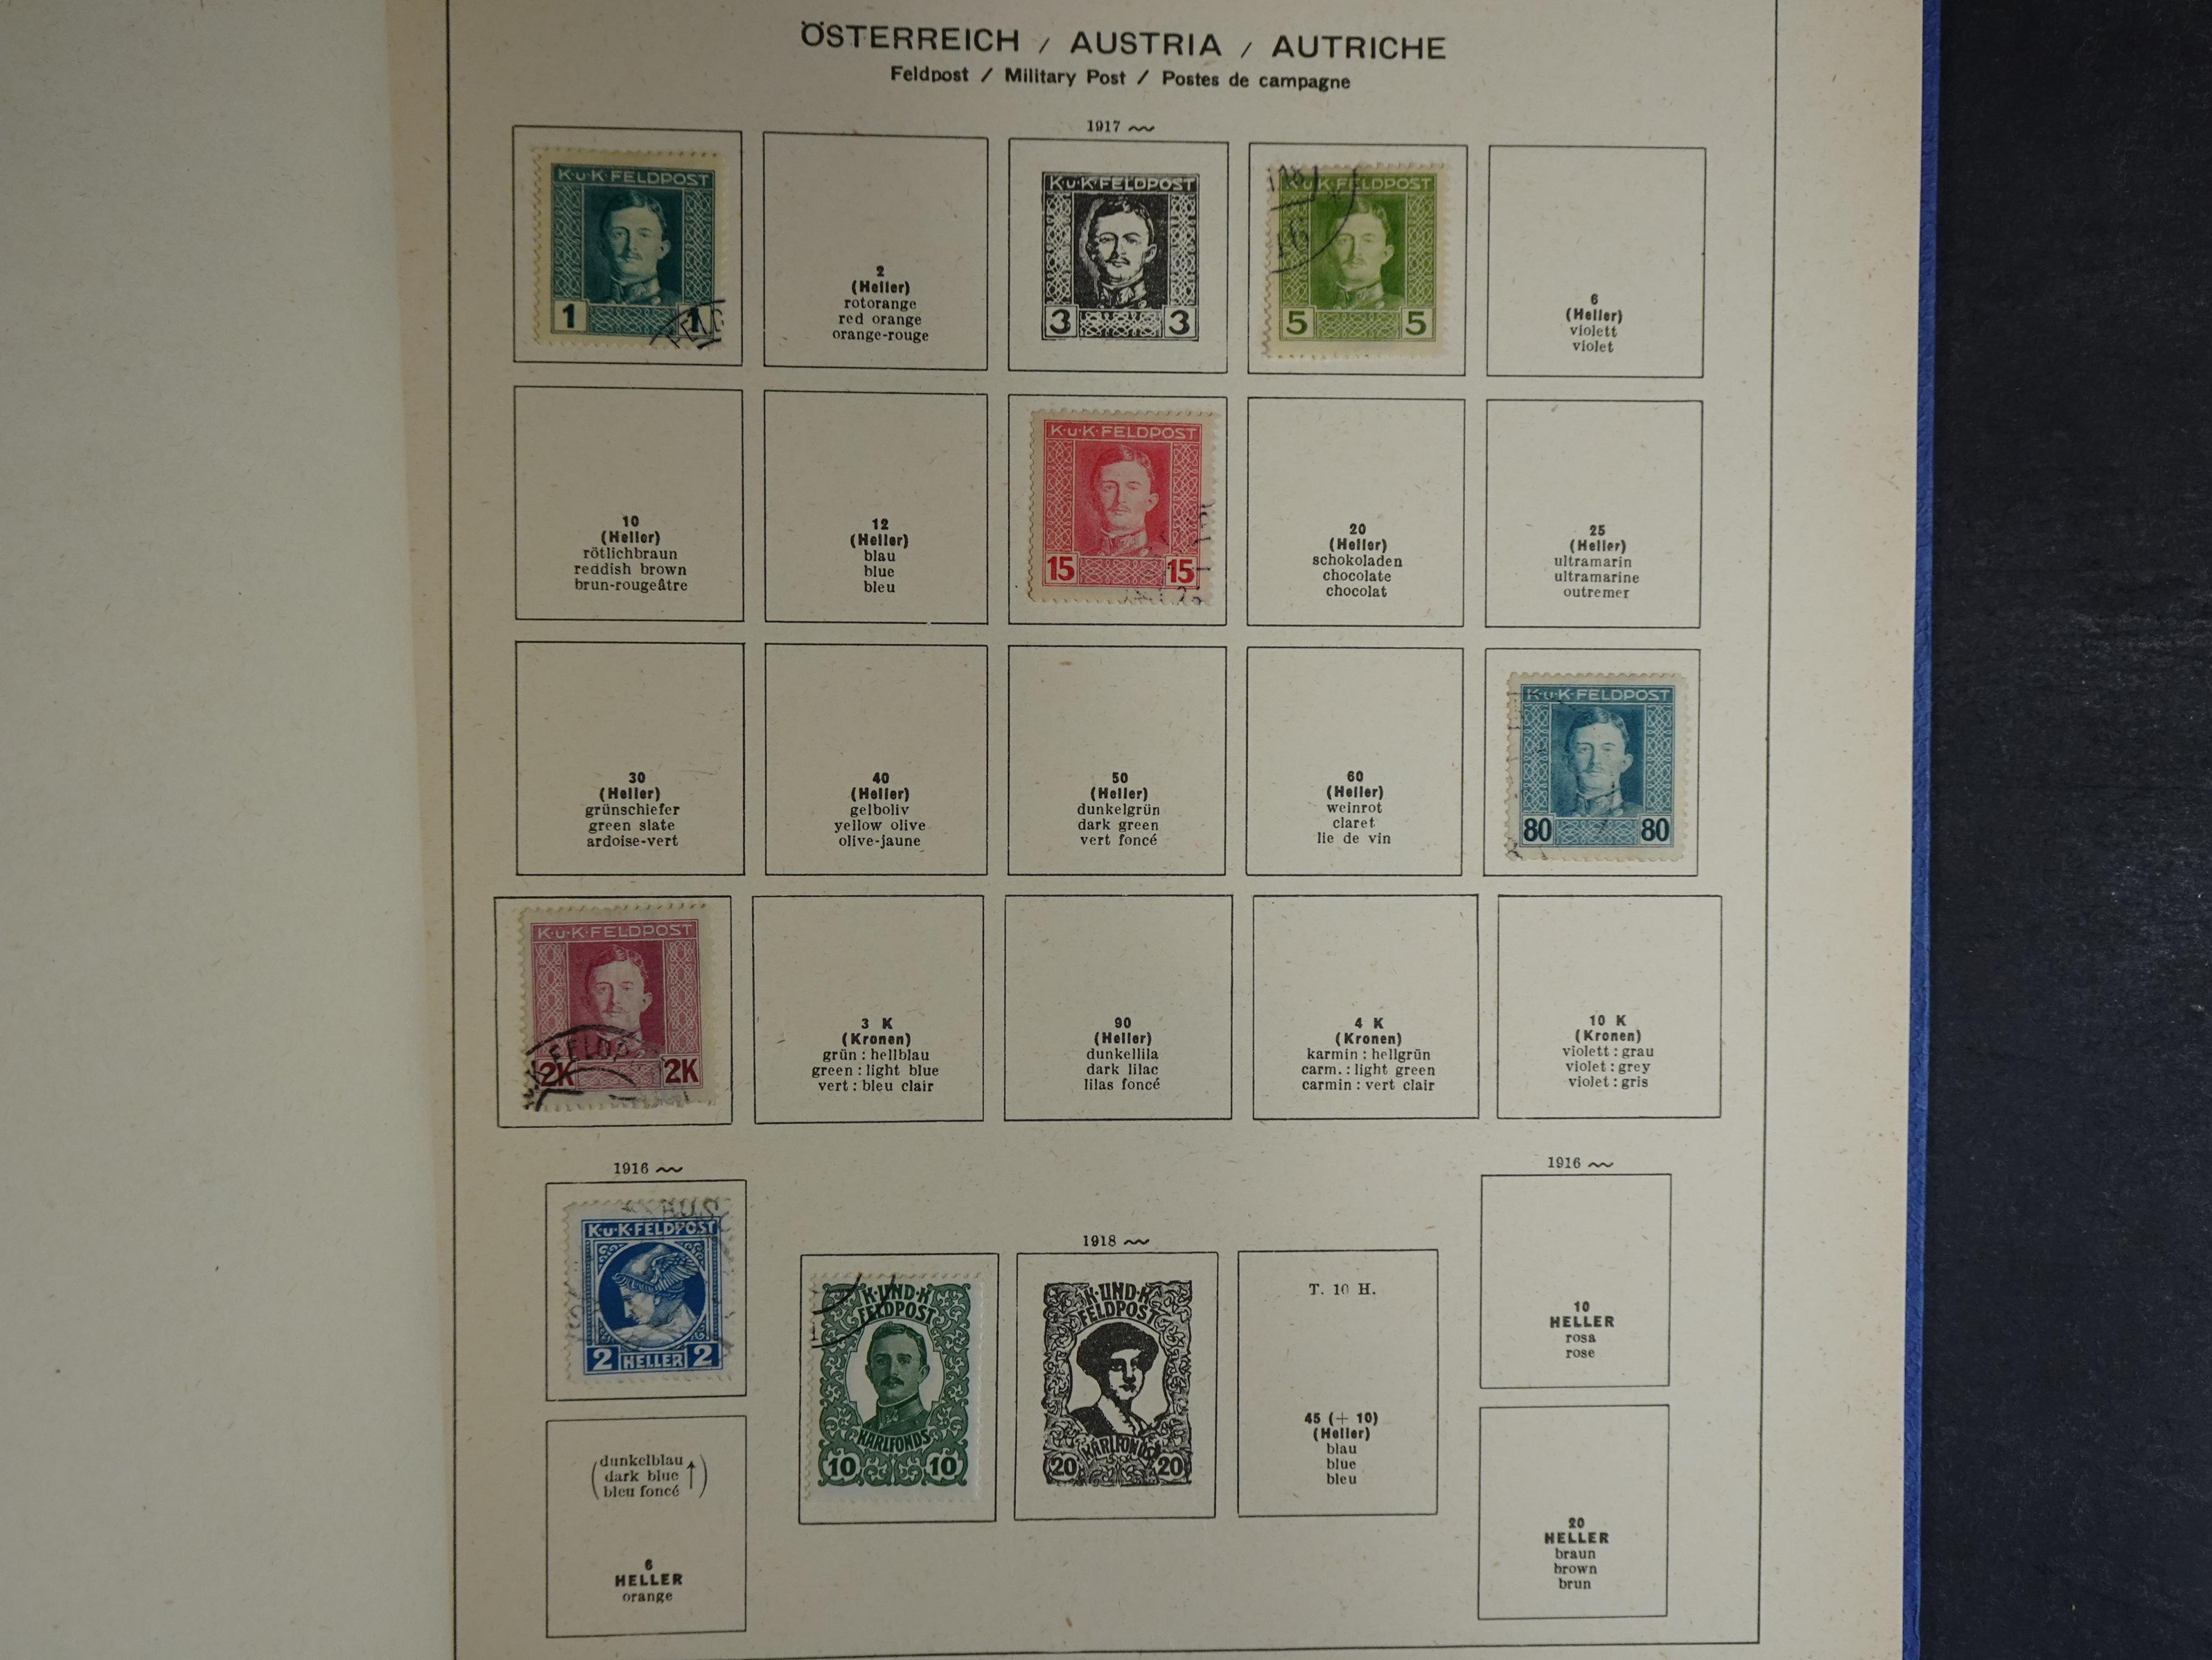 ÖSTERREICH / AUSTRIA / AUTRICHE
Feldpost / Military Post / Postes de campagne
1917
K·u·K·FELDPOST
1 1
2
(Heller)
rotorange
red orange
orange-rouge
K·u·K·FELDPOST
3 3
K·u·K·FELDPOST
5 5
6
(Heller)
violett
violet
10
(Heller)
rötlichbraun
reddish brown
brun-rougeâtre
12
(Heller)
blau
blue
bleu
K·u·K·FELDPOST
15 15
20
(Heller)
schokoladen
chocolate
chocolat
25
(Heller)
ultramarin
ultramarine
outremer
30
(Heller)
grünschiefer
green slate
ardoise-vert
40
(Heller)
gelboliv
yellow olive
olive-jaune
50
(Heller)
dunkelgrün
dark green
vert foncé
60
(Heller)
weinrot
claret
lie de vin
K·u·K·FELDPOST
80 80
K·u·K·FELDPOST
2K 2K
3 K
(Kronen)
grün : hellblau
green : light blue
vert : bleu clair
90
(Heller)
dunkellila
dark lilac
lilas foncé
4 K
(Kronen)
karmin : hellgrün
carm. : light green
carmin : vert clair
10 K
(Kronen)
violett : grau
violet : grey
violet : gris
1916
K·u·K·FELDPOST
2 HELLER 2
(dunkelblau
dark blue ↑
bleu foncé)
6
HELLER
orange
1918
K·UND·K
FELDPOST
KARLFONDS
10 10
K·UND·K
FELDPOST
KARLFONDS
20 20
T. 10 H.
45 (+ 10)
(Heller)
blau
blue
bleu
1916
10
HELLER
rosa
rose
20
HELLER
braun
brown
brun